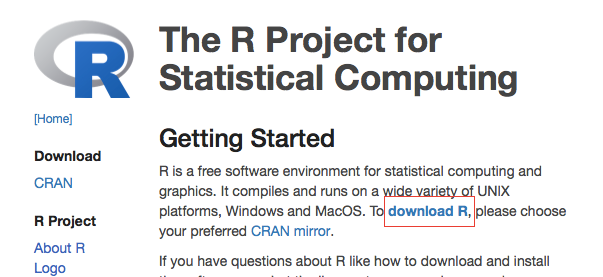 R
The R Project for
Statistical Computing
[Home]
Download
CRAN
R Project
About R
Logo
Getting Started
R is a free software environment for statistical computing and
graphics. It compiles and runs on a wide variety of UNIX
platforms, Windows and MacOS. To download R, please choose
your preferred CRAN mirror.
If you have questions about R like how to download and install